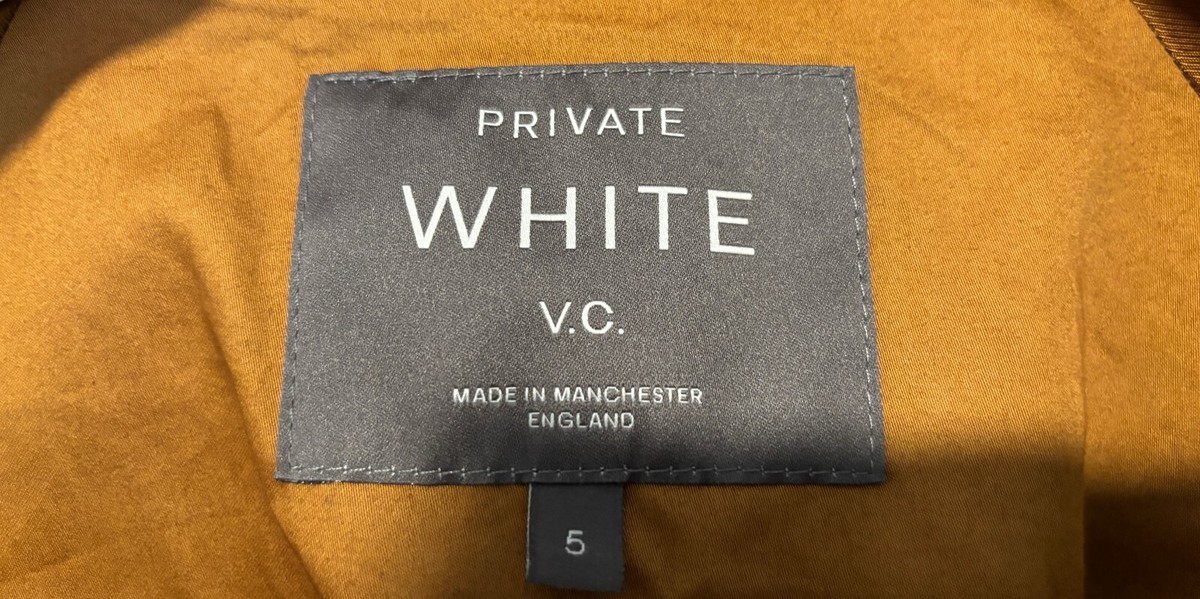 PRIVATE
WHITE
V.C.
MADE IN MANCHESTER
ENGLAND
5